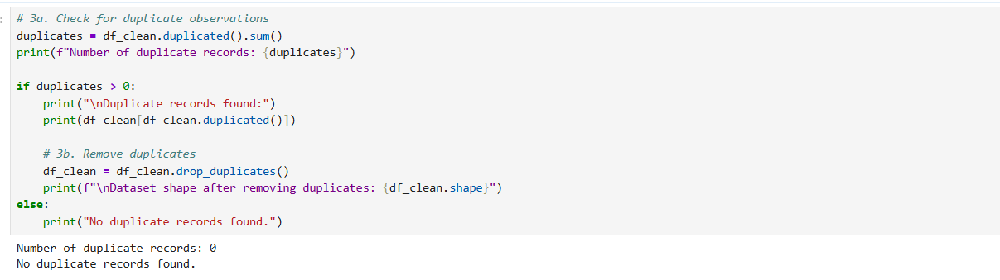 :
# 3a. Check for duplicate observations
duplicates = df_clean.duplicated().sum()
print(f"Number of duplicate records: {duplicates}")
if duplicates > 0:
    print("\nDuplicate records found:")
    print(df_clean[df_clean.duplicated()])
    # 3b. Remove duplicates
    df_clean = df_clean.drop_duplicates()
    print(f"\nDataset shape after removing duplicates: {df_clean.shape}")
else:
    print("No duplicate records found.")
Number of duplicate records: 0
No duplicate records found.